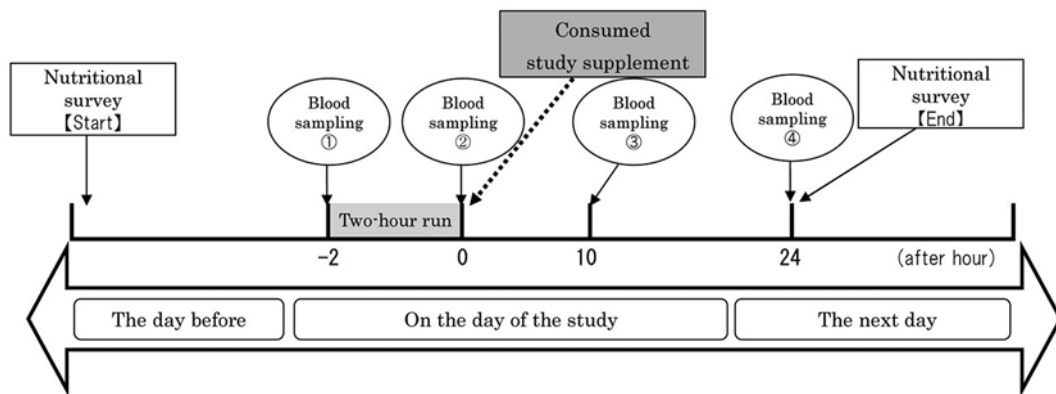 Consumed
study supplement
Nutritional
survey
【Start】
Blood
sampling
①
Blood
sampling
②
Blood
sampling
③
Blood
sampling
④
Nutritional
survey
【End】
Two-hour run
-2
0
10
24
(after hour)
The day before
On the day of the study
The next day